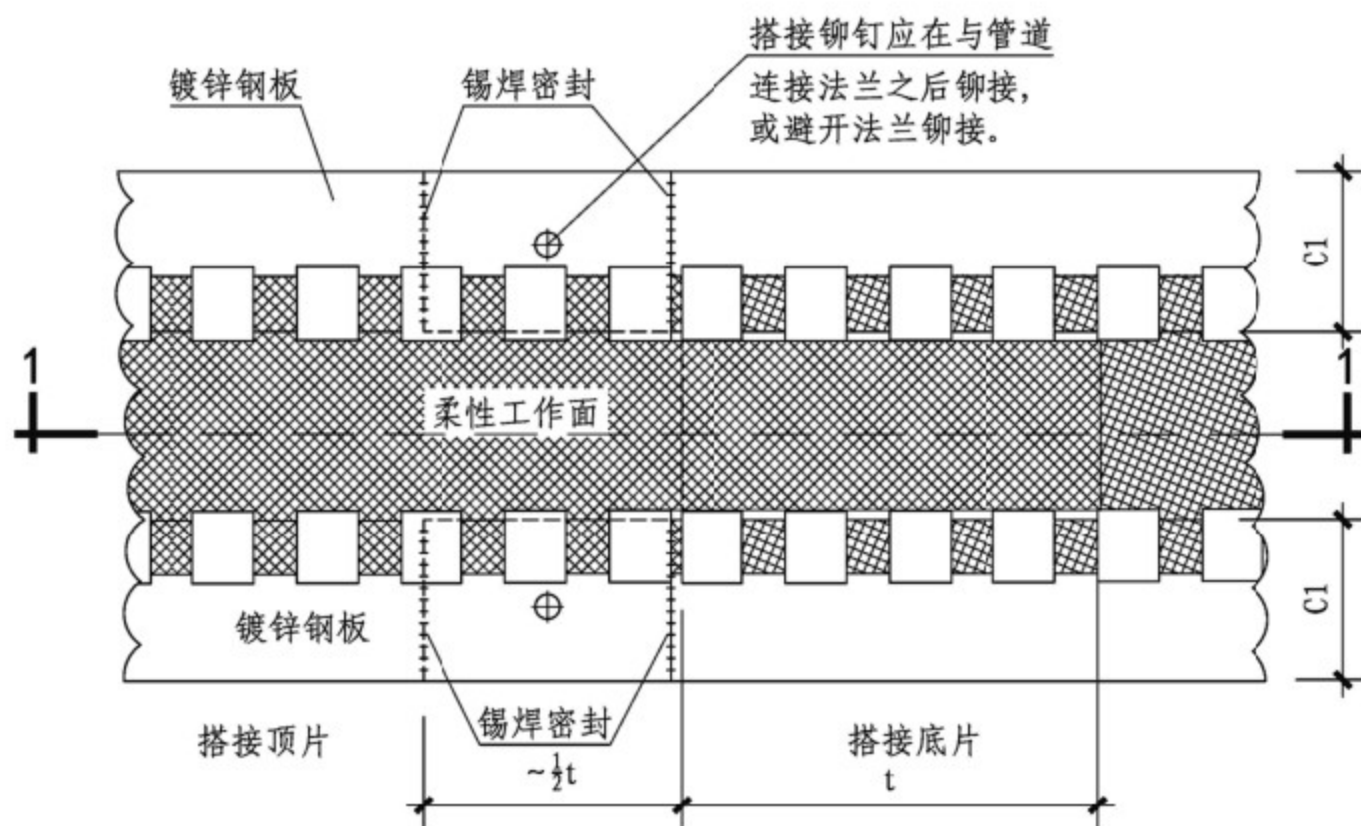 搭接铆钉应在与管道
连接法兰之后铆接,
或避开法兰铆接。
镀锌钢板
锡焊密封
C1
1
1
柔性工作面
C1
镀锌钢板
搭接顶片
锡焊密封
搭接底片
~½t
t